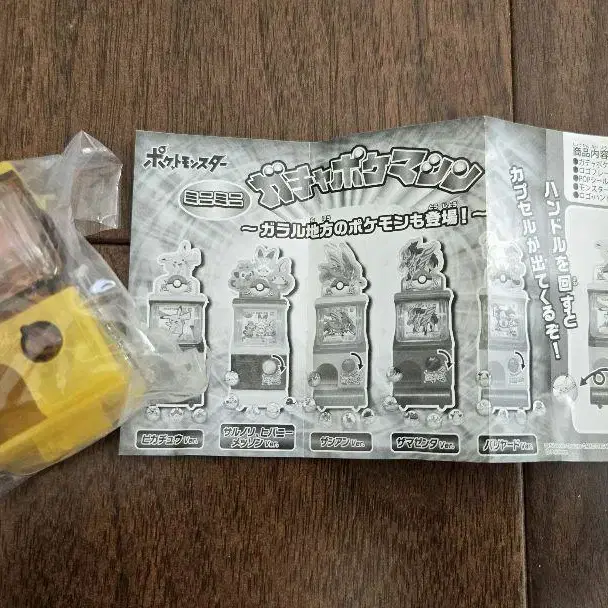 ポケットモンスター
ミニミニ
ガチャポケマシン
～ガラル地方のポケモンも登場！～
ピカチュウVer.
サルノリ、ヒバニー
メッソンVer.
ザシアンVer.
ザマゼンタVer.
バリヤードVer.
ハンドルを回すと
カプセルが出てくるぞ！
商品内容